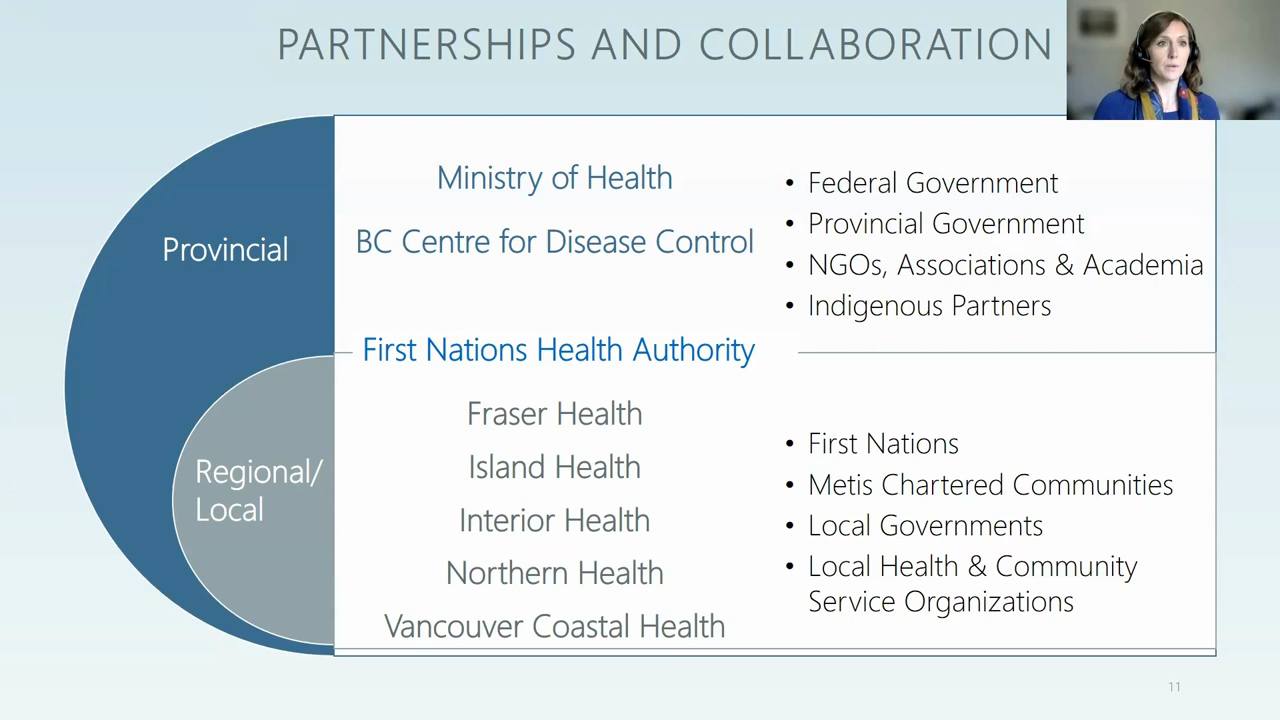 PARTNERSHIPS AND COLLABORATION
Provincial
Ministry of Health
BC Centre for Disease Control
• Federal Government
• Provincial Government
• NGOs, Associations & Academia
• Indigenous Partners
First Nations Health Authority
Regional/
Local
Fraser Health
Island Health
Interior Health
Northern Health
Vancouver Coastal Health
• First Nations
• Metis Chartered Communities
• Local Governments
• Local Health & Community
Service Organizations
11